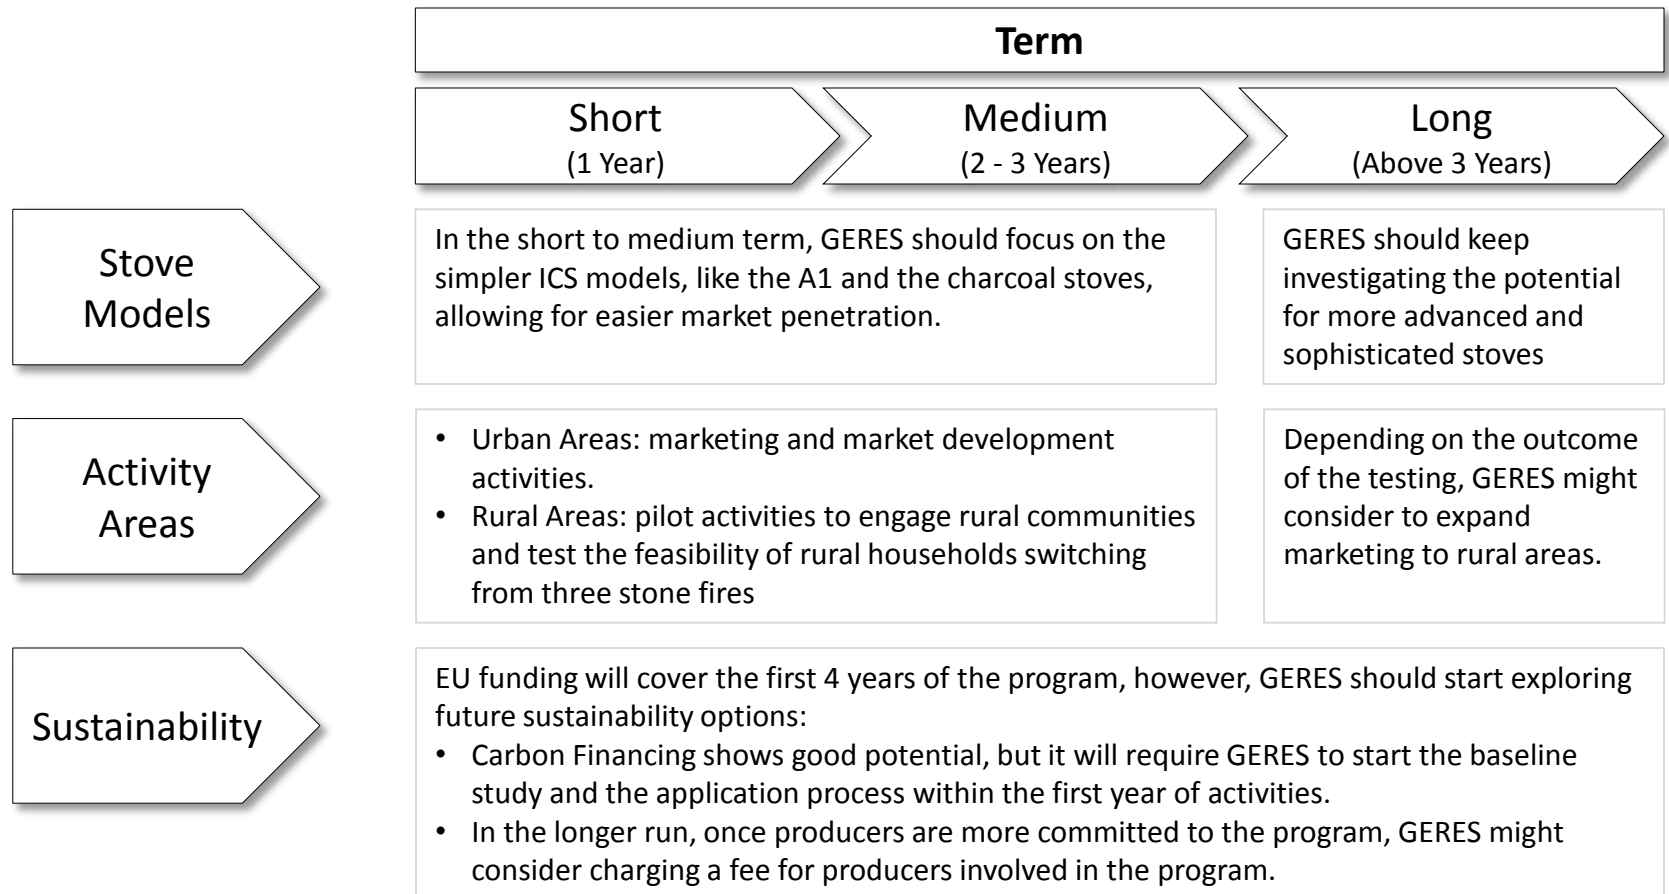 Term
Short
(1 Year)
Medium
(2 - 3 Years)
Long
(Above 3 Years)
Stove
Models
In the short to medium term, GERES should focus on the
simpler ICS models, like the A1 and the charcoal stoves,
allowing for easier market penetration.
GERES should keep
investigating the potential
for more advanced and
sophisticated stoves
Activity
Areas
• Urban Areas: marketing and market development
activities.
• Rural Areas: pilot activities to engage rural communities
and test the feasibility of rural households switching
from three stone fires
Depending on the outcome
of the testing, GERES might
consider to expand
marketing to rural areas.
Sustainability
EU funding will cover the first 4 years of the program, however, GERES should start exploring
future sustainability options:
• Carbon Financing shows good potential, but it will require GERES to start the baseline
study and the application process within the first year of activities.
• In the longer run, once producers are more committed to the program, GERES might
consider charging a fee for producers involved in the program.